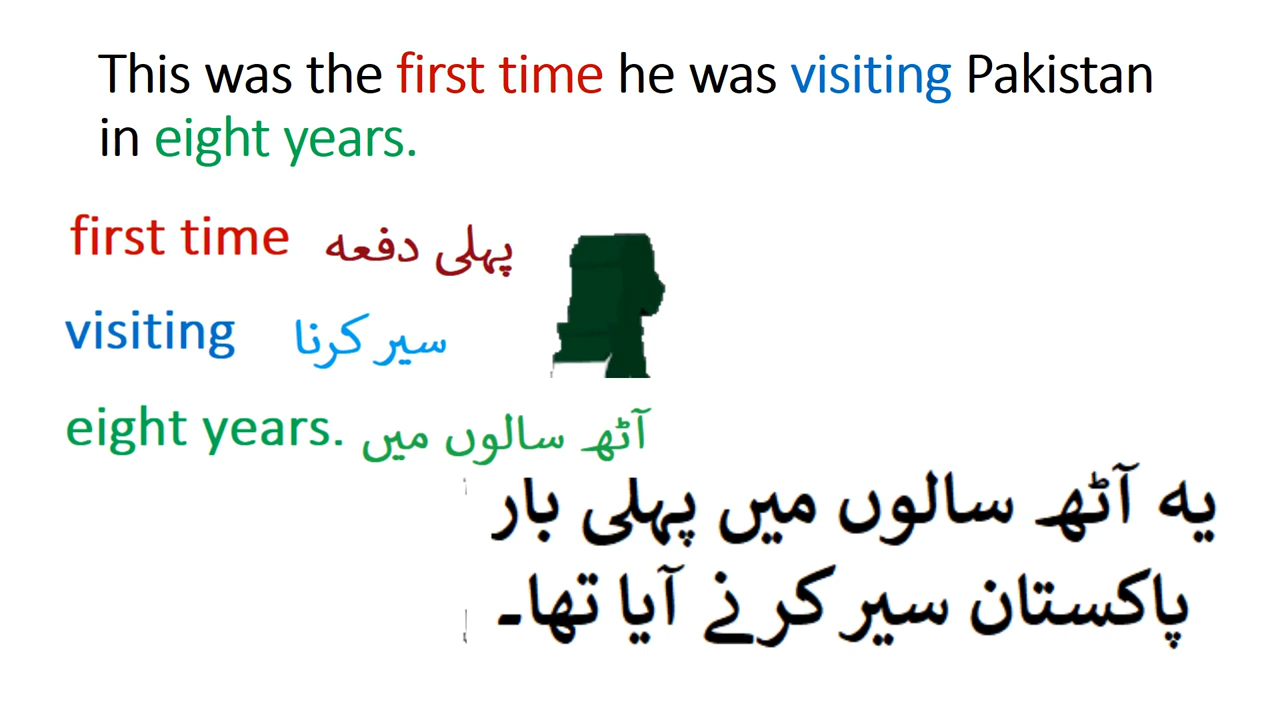 This was the first time he was visiting Pakistan
in eight years.
first time پہلی دفعہ
visiting سیر کرنا
eight years. آٹھ سالوں میں
یہ آٹھ سالوں میں پہلی بار
پاکستان سیر کرنے آیا تھا۔